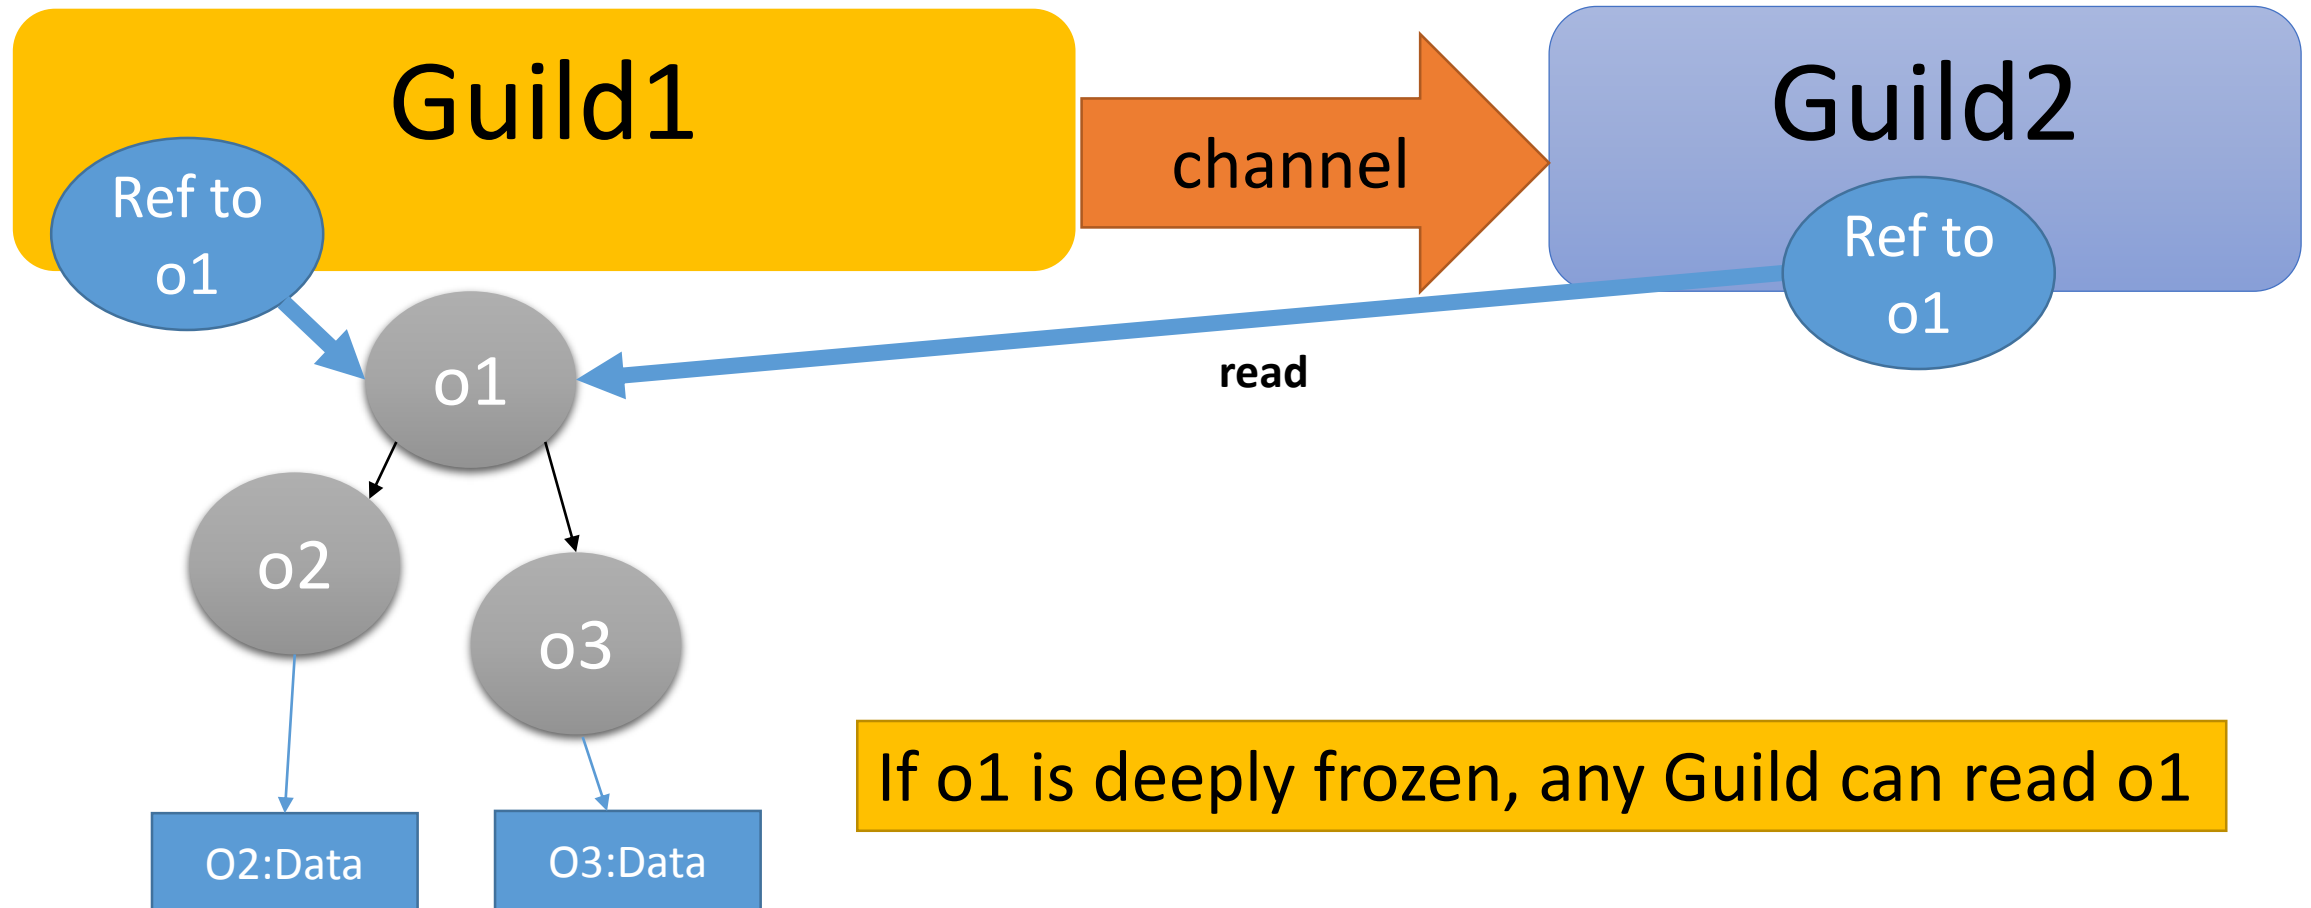 Guild1
Guild2
channel
Ref to
o1
Ref to
o1
o1
read
o2
o3
If o1 is deeply frozen, any Guild can read o1
O2:Data
O3:Data